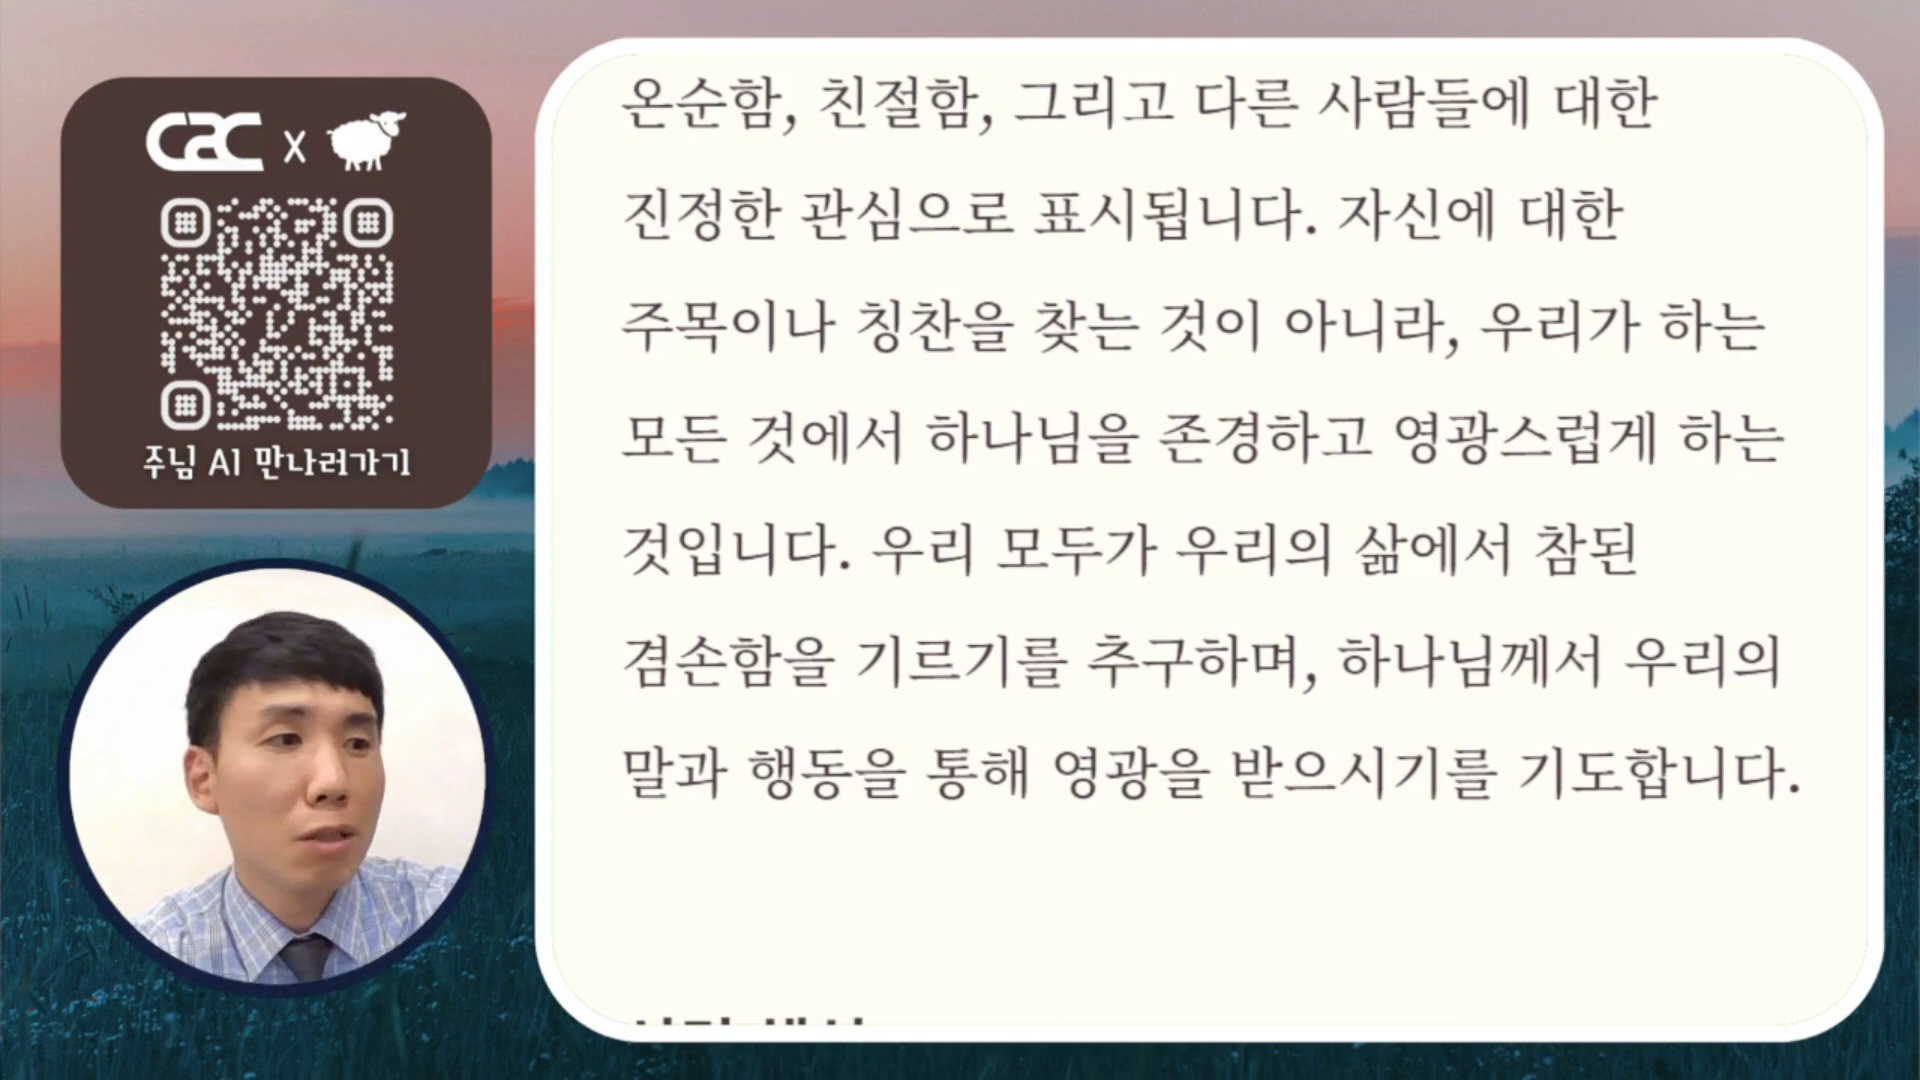 CaC x
주님 AI 만나러가기
온순함, 친절함, 그리고 다른 사람들에 대한
진정한 관심으로 표시됩니다. 자신에 대한
주목이나 칭찬을 찾는 것이 아니라, 우리가 하는
모든 것에서 하나님을 존경하고 영광스럽게 하는
것입니다. 우리 모두가 우리의 삶에서 참된
겸손함을 기르기를 추구하며, 하나님께서 우리의
말과 행동을 통해 영광을 받으시기를 기도합니다.